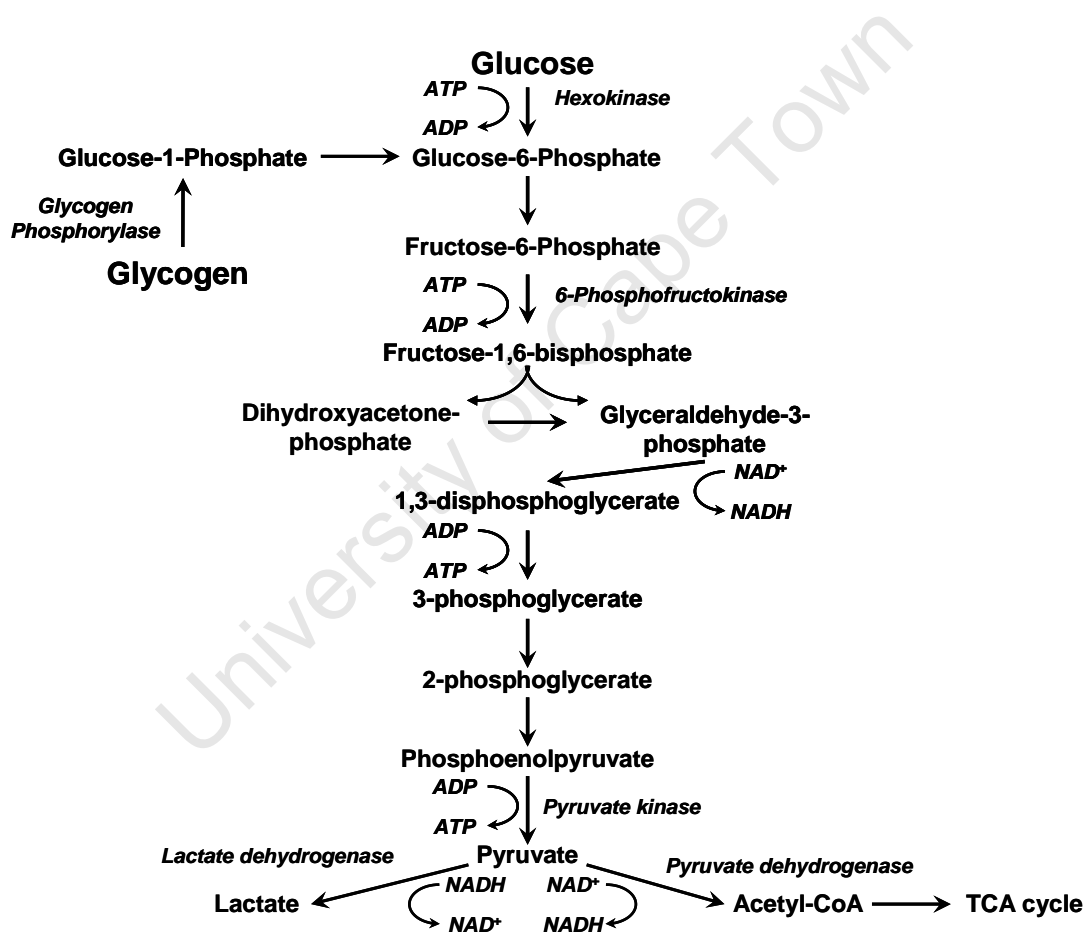 Glucose
ATP
Hexokinase
ADP
Glucose-1-Phosphate
Glucose-6-Phosphate
Glycogen
Phosphorylase
Glycogen
Fructose-6-Phosphate
ATP
6-Phosphofructokinase
ADP
Fructose-1,6-bisphosphate
Dihydroxyacetone-
phosphate
Glyceraldehyde-3-
phosphate
NAD+
NADH
1,3-disphosphoglycerate
ADP
ATP
3-phosphoglycerate
2-phosphoglycerate
Phosphoenolpyruvate
ADP
Pyruvate kinase
ATP
Pyruvate
Lactate dehydrogenase
Pyruvate dehydrogenase
NADH
NAD+
NAD+
NADH
Lactate
Acetyl-CoA
TCA cycle
University of Cape Town